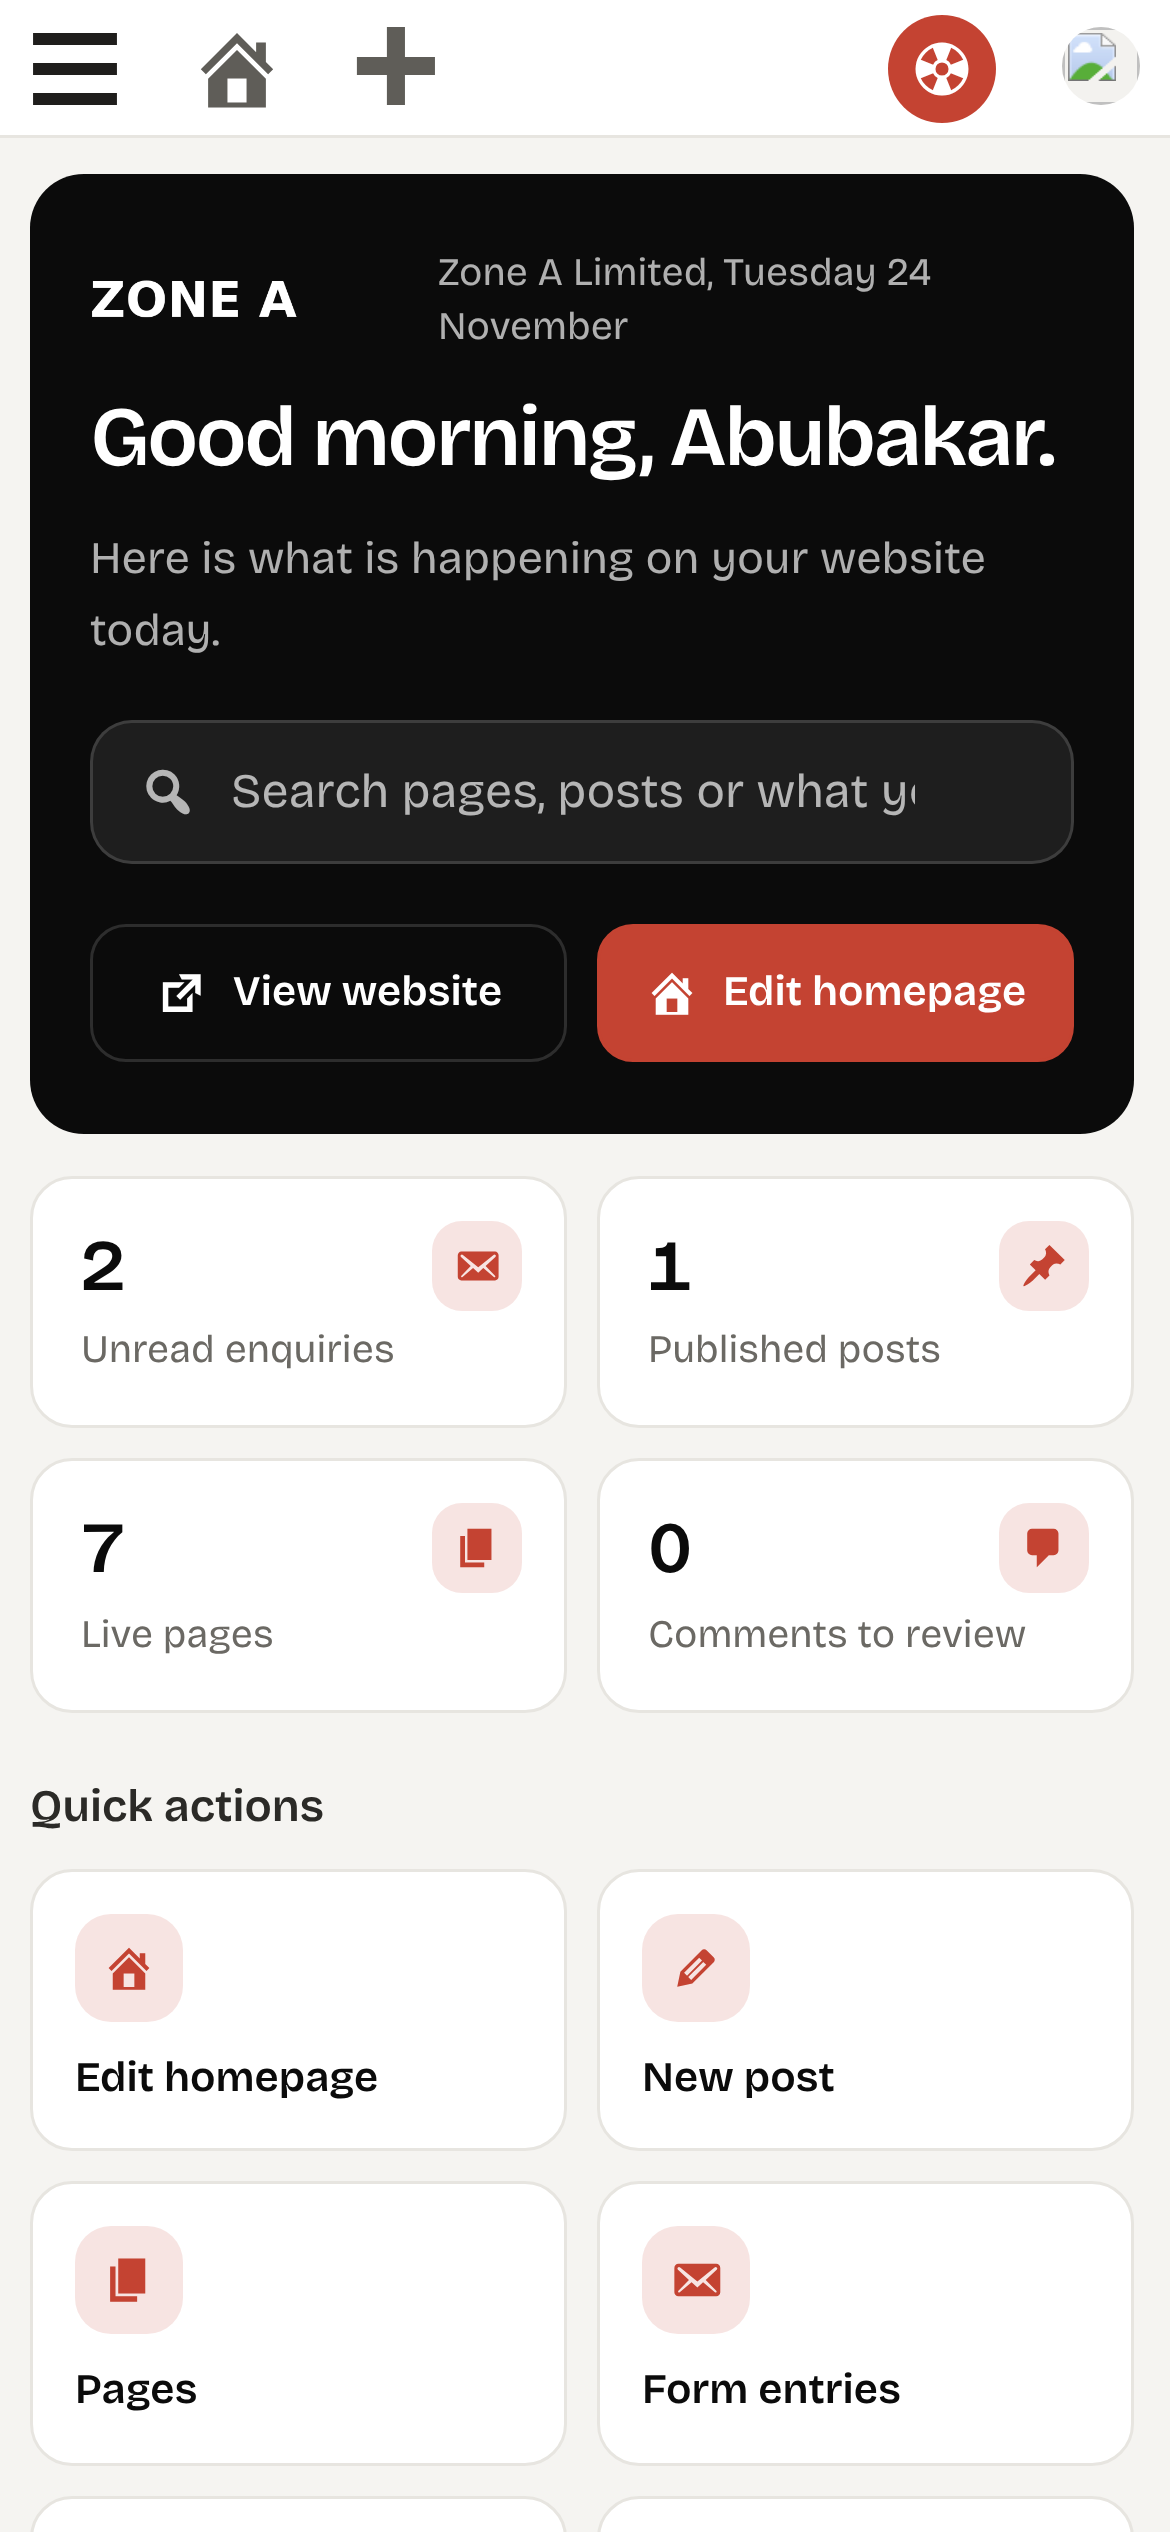 ZONE A
Zone A Limited, Tuesday 24
November
Good morning, Abubakar.
Here is what is happening on your website
today.
Search pages, posts or what
View website
Edit homepage
2
Unread enquiries
1
Published posts
7
Live pages
0
Comments to review
Quick actions
Edit homepage
New post
Pages
Form entries